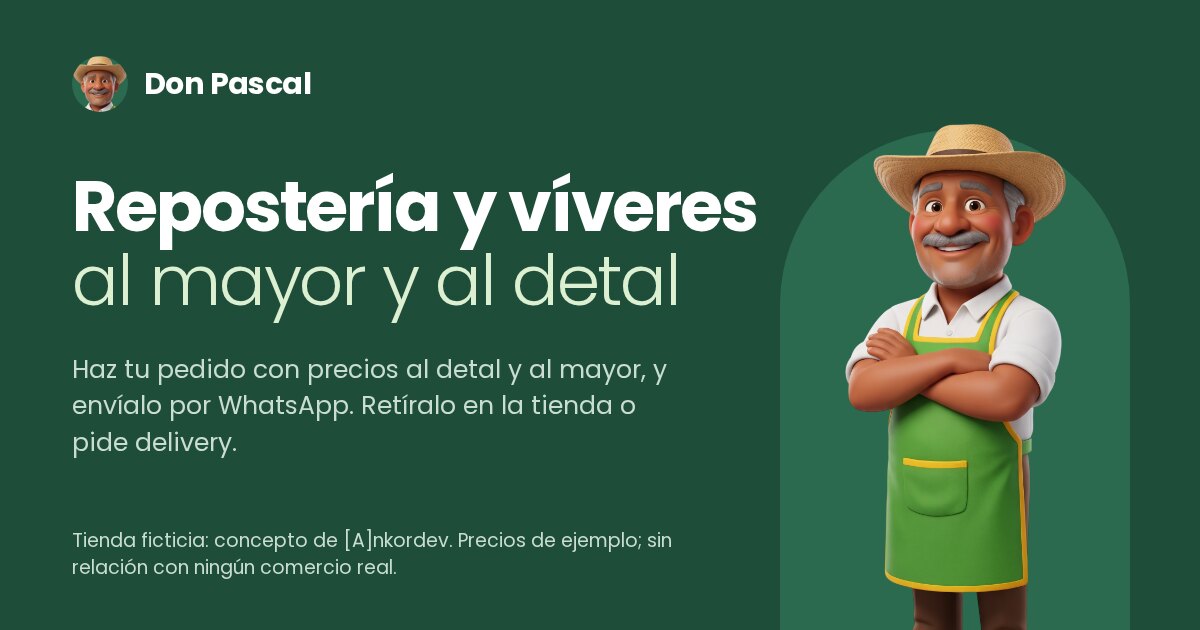 Don Pascal
Repostería y víveres
al mayor y al detal
Haz tu pedido con precios al detal y al mayor, y
envíalo por WhatsApp. Retíralo en la tienda o
pide delivery.
Tienda ficticia: concepto de [A]nkordev. Precios de ejemplo; sin
relación con ningún comercio real.